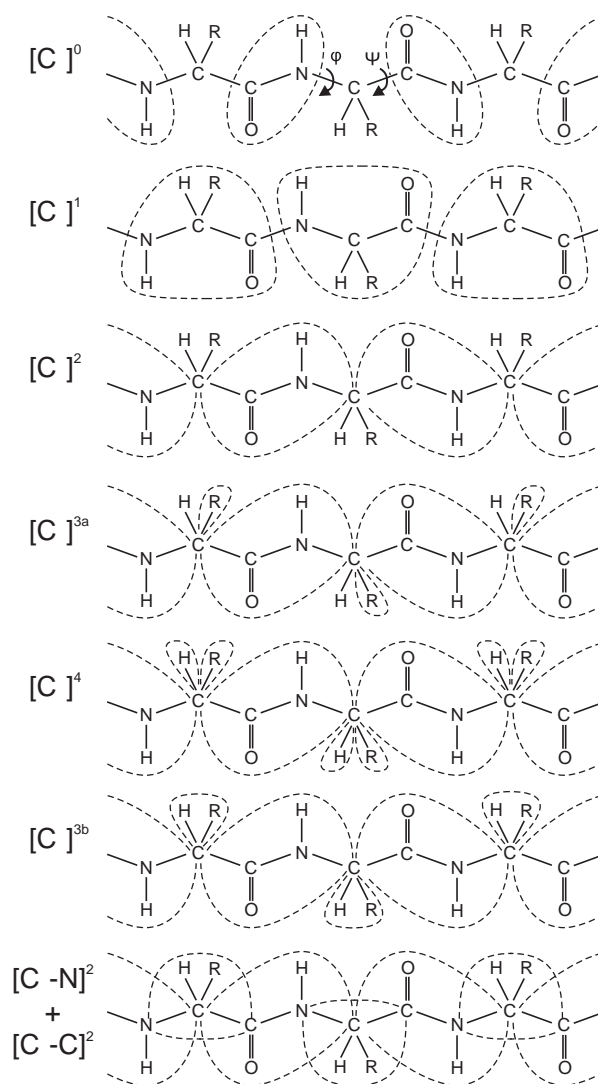 H R H O H R
[C ]⁰ φ Ψ
N C C N C C N C C
H O H R H O
H R H O H R
[C ]¹
N C C N C C N C C
H O H R H O
H R H O H R
[C ]²
N C C N C C N C C
H O H R H O
H R H O H R
[C ]³ᵃ
N C C N C C N C C
H O H R H O
H R H O H R
[C ]⁴
N C C N C C N C C
H O H R H O
H R H O H R
[C ]³ᵇ
N C C N C C N C C
H O H R H O
H R H O H R
[C -N]²
+
[C -C]²
N C C N C C N C C
H O H R H O